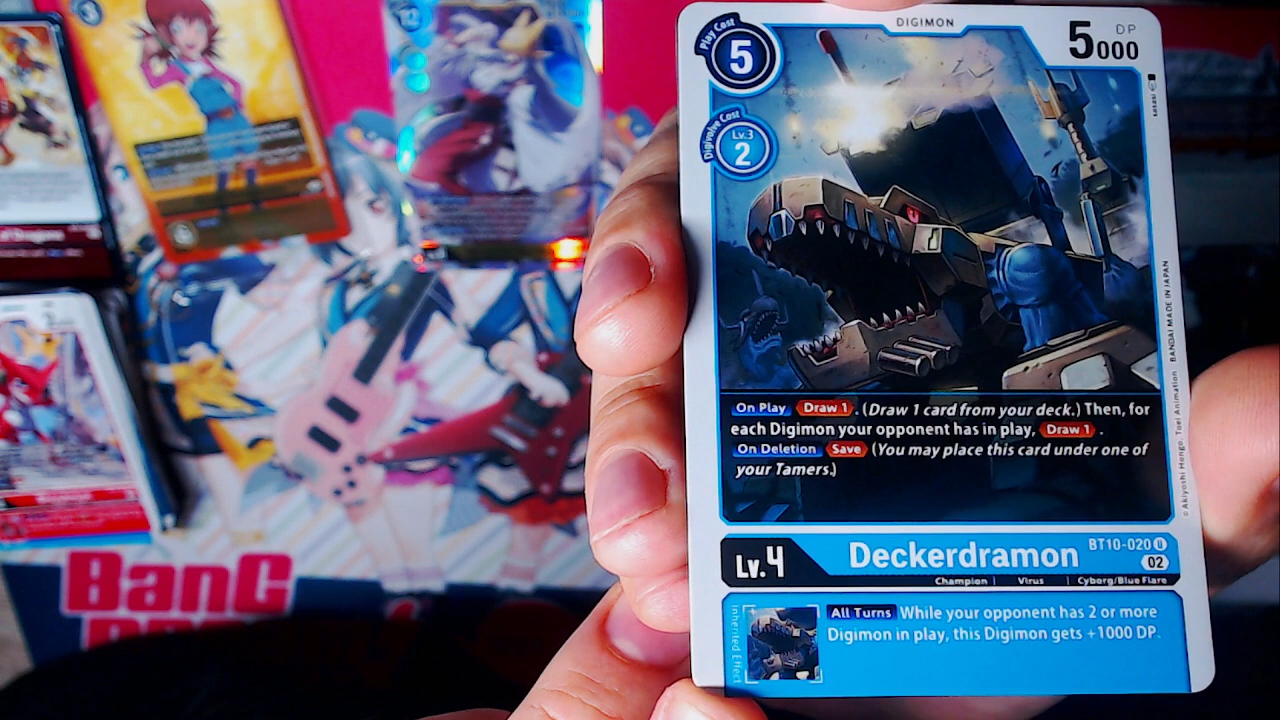 DIGIMON
Play Cost
5
DP
5000
Digivolve Cost
Lv.3
2
On Play Draw 1. (Draw 1 card from your deck.) Then, for
each Digimon your opponent has in play, Draw 1.
On Deletion Save (You may place this card under one of
your Tamers.)
©Akiyoshi Hongo, Toei Animation BANDAI MADE IN JAPAN
Lv.4
Deckerdramon
BT10-020 U
02
Champion | Virus | Cyborg/Blue Flare
Inherited Effect
All Turns While your opponent has 2 or more
Digimon in play, this Digimon gets +1000 DP.
BanG